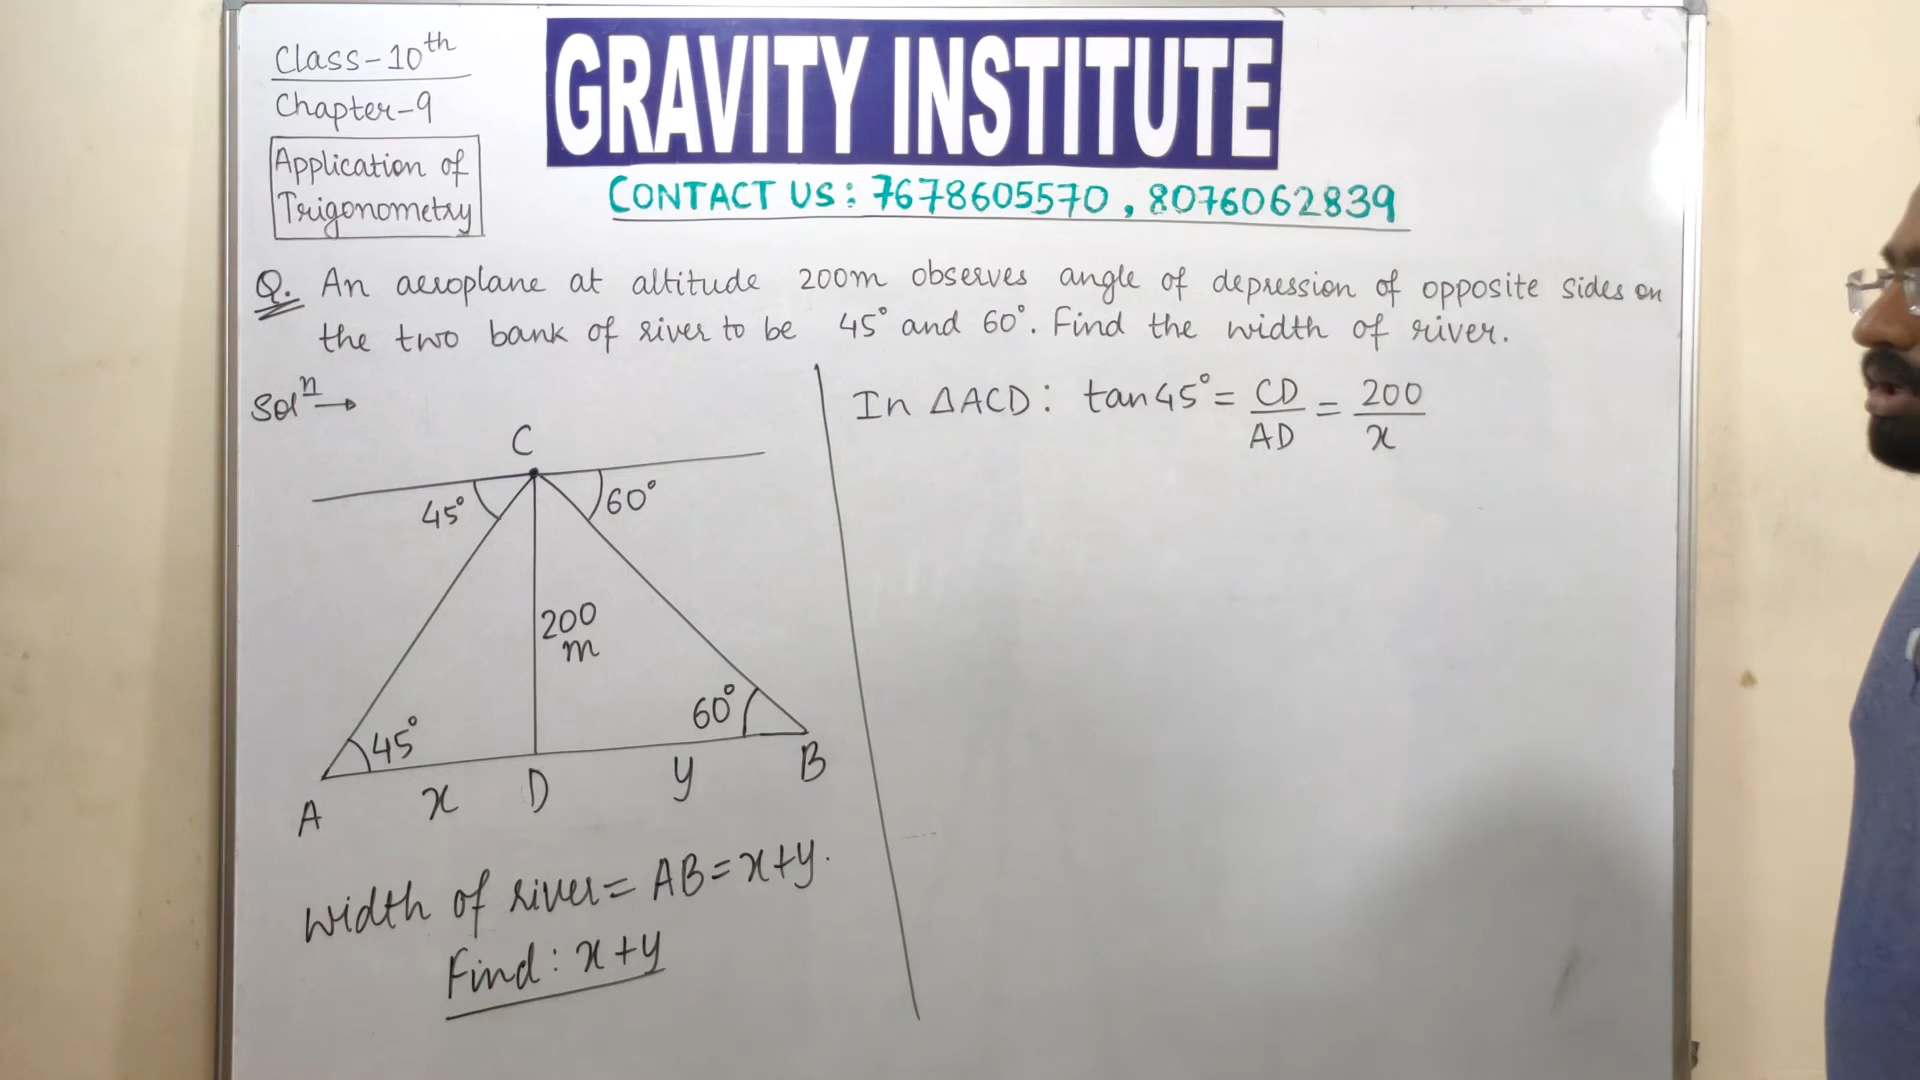 Class-10th
Chapter-9
Application of
Trigonometry
GRAVITY INSTITUTE
CONTACT US: 7678605570, 8076062839
Q. An aeroplane at altitude 200m observes angle of depression of opposite sides on
the two bank of river to be 45° and 60°. Find the width of river.
Solⁿ→
C
45° 60°
200
m
45° 60°
A x D y B
Width of river = AB = x+y.
Find: x+y
In ΔACD: tan45° = CD/AD = 200/x